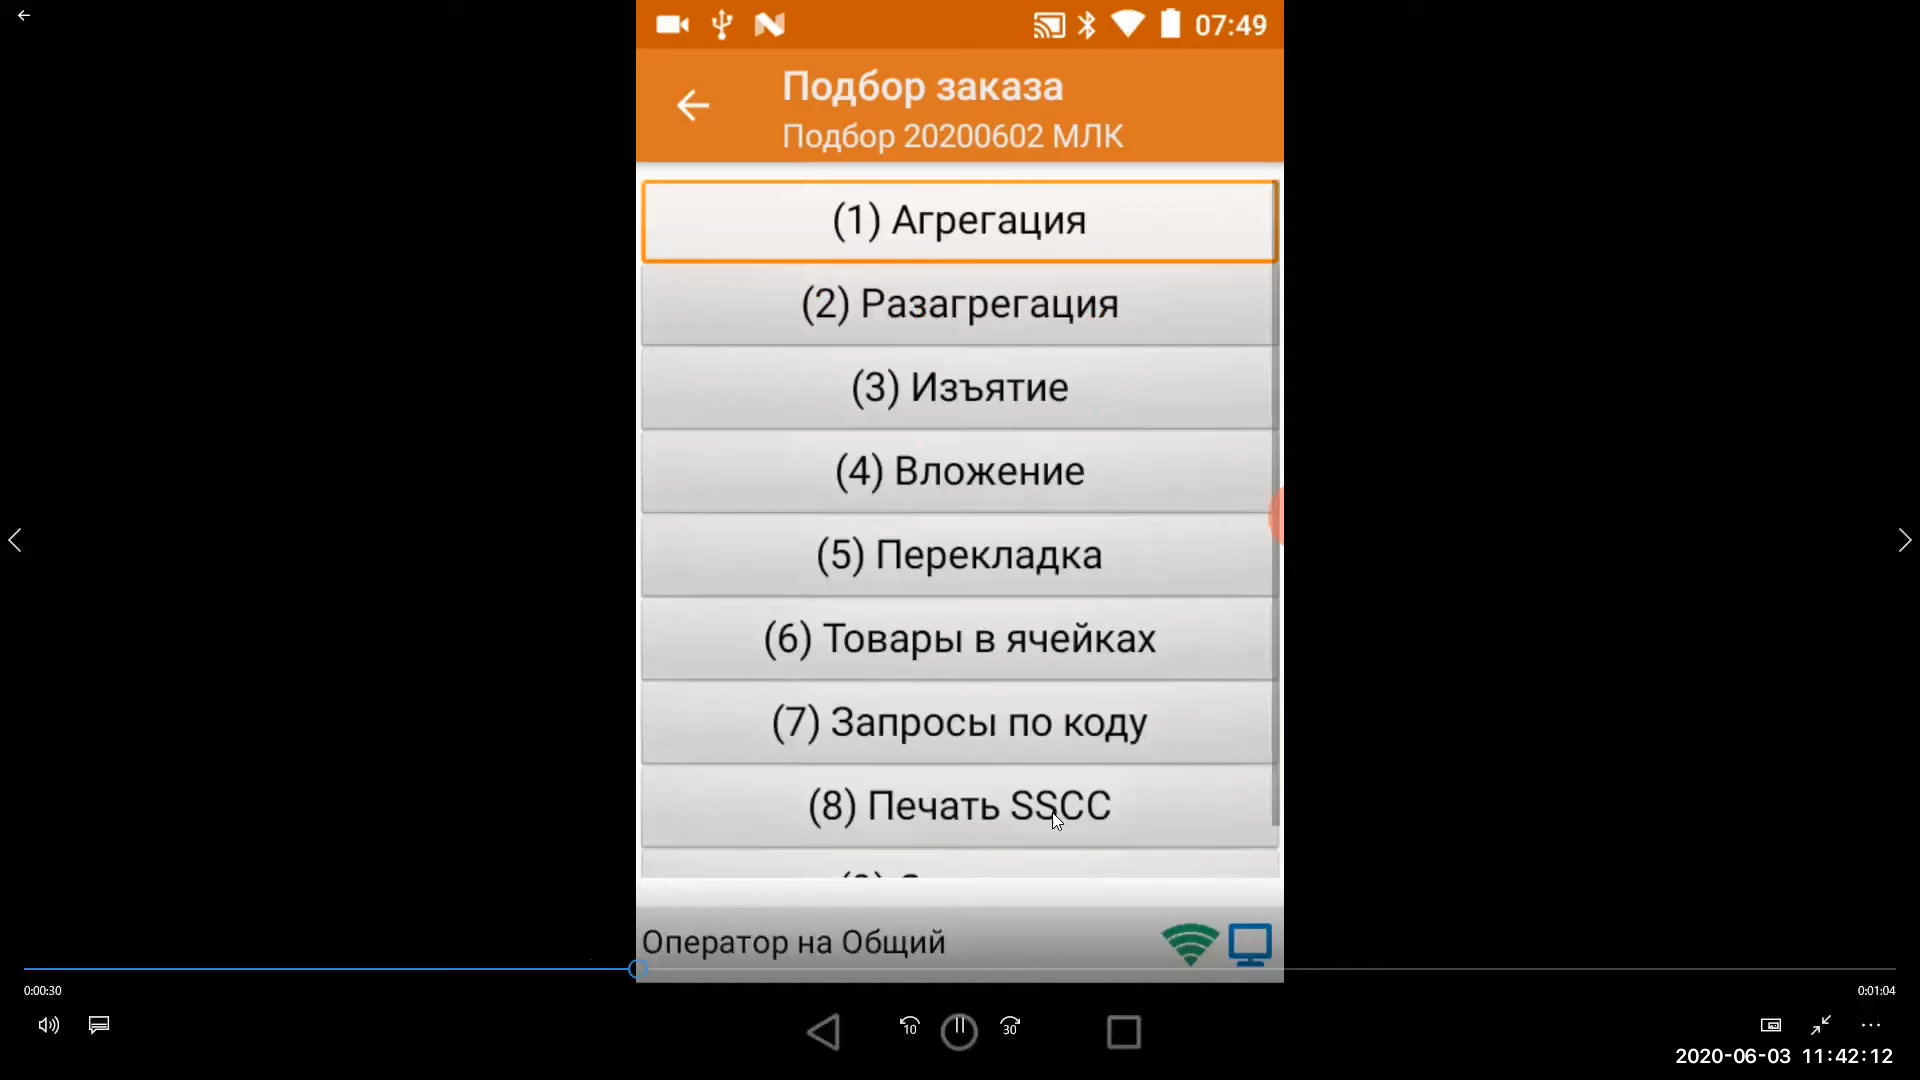 07:49
Подбор заказа
Подбор 20200602 МЛК
(1) Агрегация
(2) Разагрегация
(3) Изъятие
(4) Вложение
(5) Перекладка
(6) Товары в ячейках
(7) Запросы по коду
(8) Печать SSCC
Оператор на Общий
0:00:30
0:01:04
10
30
2020-06-03 11:42:12